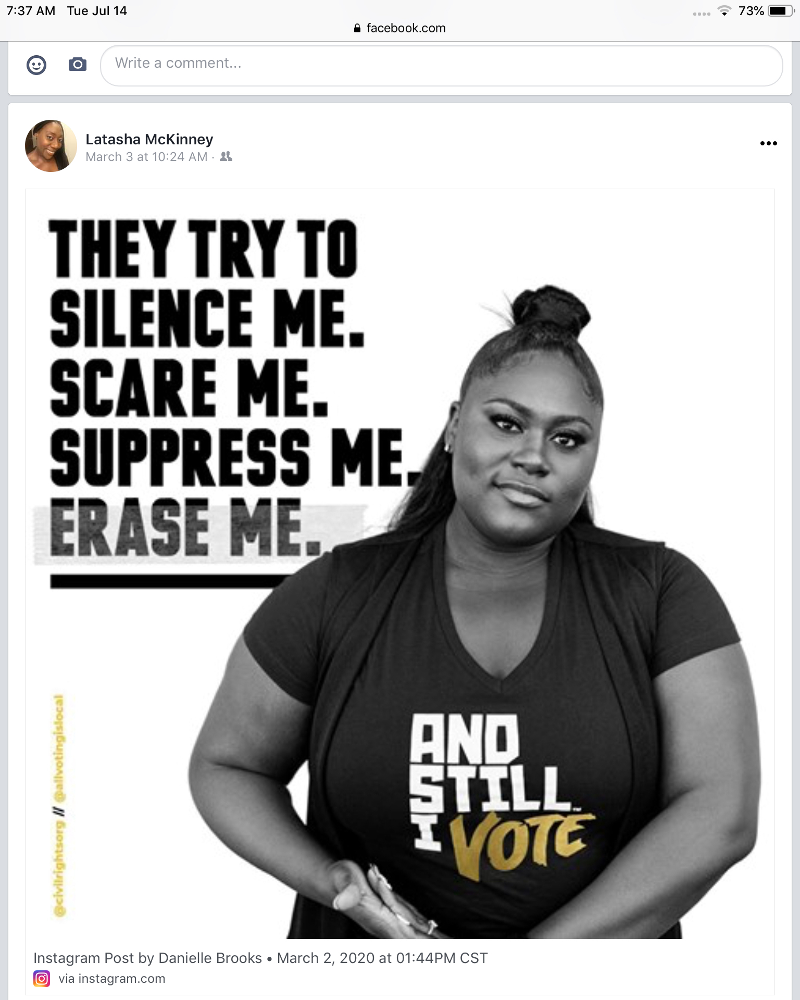 7:37 AM Tue Jul 14
73%
facebook.com
Write a comment...
Latasha McKinney
March 3 at 10:24 AM ·
THEY TRY TO
SILENCE ME.
SCARE ME.
SUPPRESS ME.
ERASE ME.
AND
STILL
I VOTE
@civilrightsorg // @allvotingislocal
Instagram Post by Danielle Brooks • March 2, 2020 at 01:44PM CST
via instagram.com